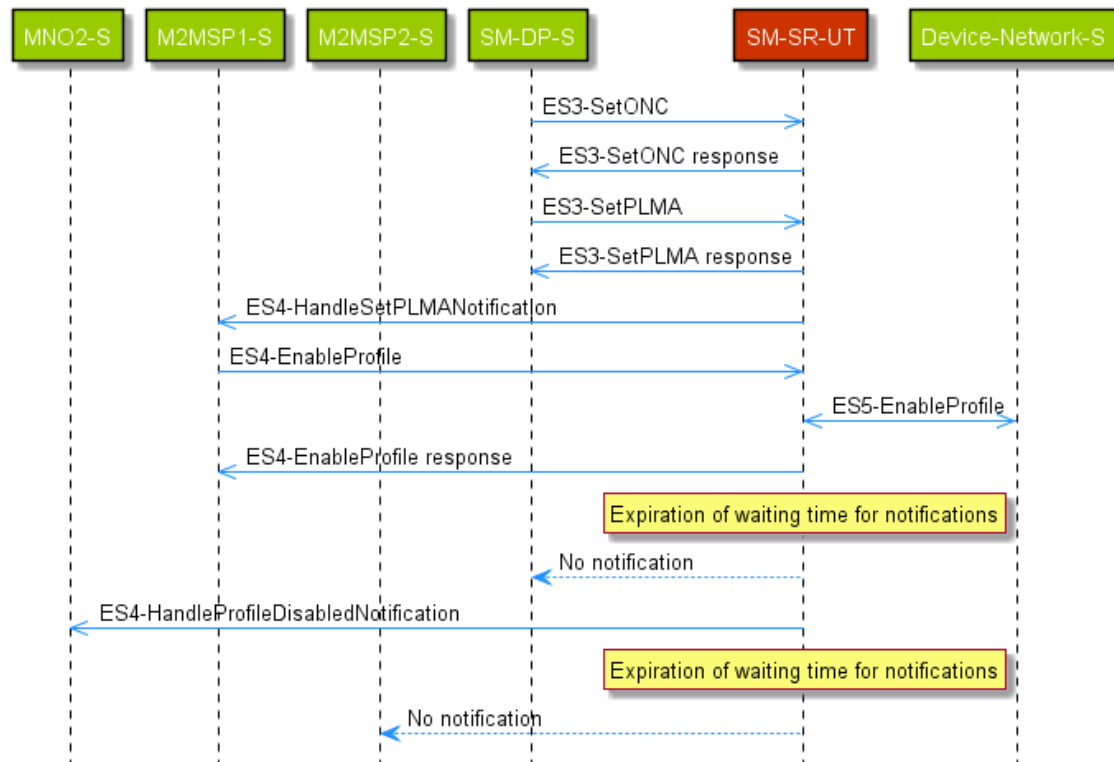 MNO2-S
M2MSP1-S
M2MSP2-S
SM-DP-S
SM-SR-UT
Device-Network-S
ES3-SetONC
ES3-SetONC response
ES3-SetPLMA
ES3-SetPLMA response
ES4-HandleSetPLMANotification
ES4-EnableProfile
ES5-EnableProfile
ES4-EnableProfile response
Expiration of waiting time for notifications
No notification
ES4-HandleProfileDisabledNotification
Expiration of waiting time for notifications
No notification